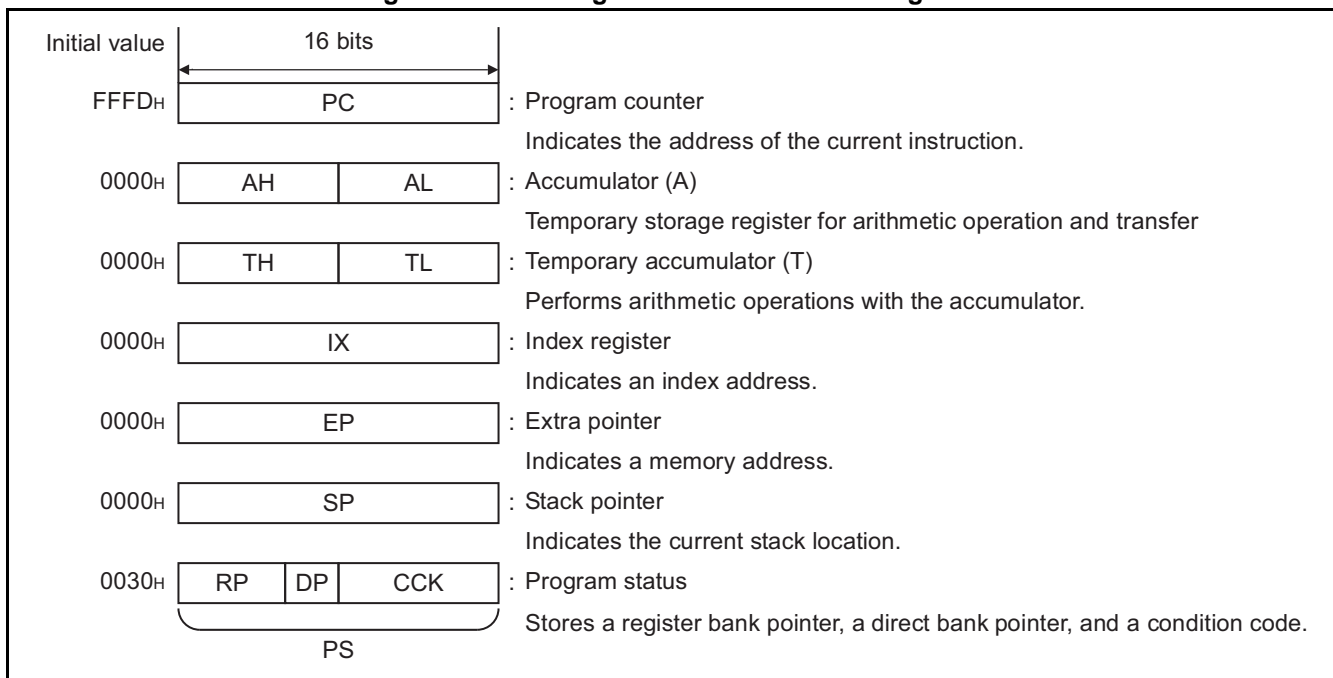 Initial value 16 bits
FFFDH PC : Program counter
Indicates the address of the current instruction.
0000H AH AL : Accumulator (A)
Temporary storage register for arithmetic operation and transfer
0000H TH TL : Temporary accumulator (T)
Performs arithmetic operations with the accumulator.
0000H IX : Index register
Indicates an index address.
0000H EP : Extra pointer
Indicates a memory address.
0000H SP : Stack pointer
Indicates the current stack location.
0030H RP DP CCK : Program status
Stores a register bank pointer, a direct bank pointer, and a condition code.
PS